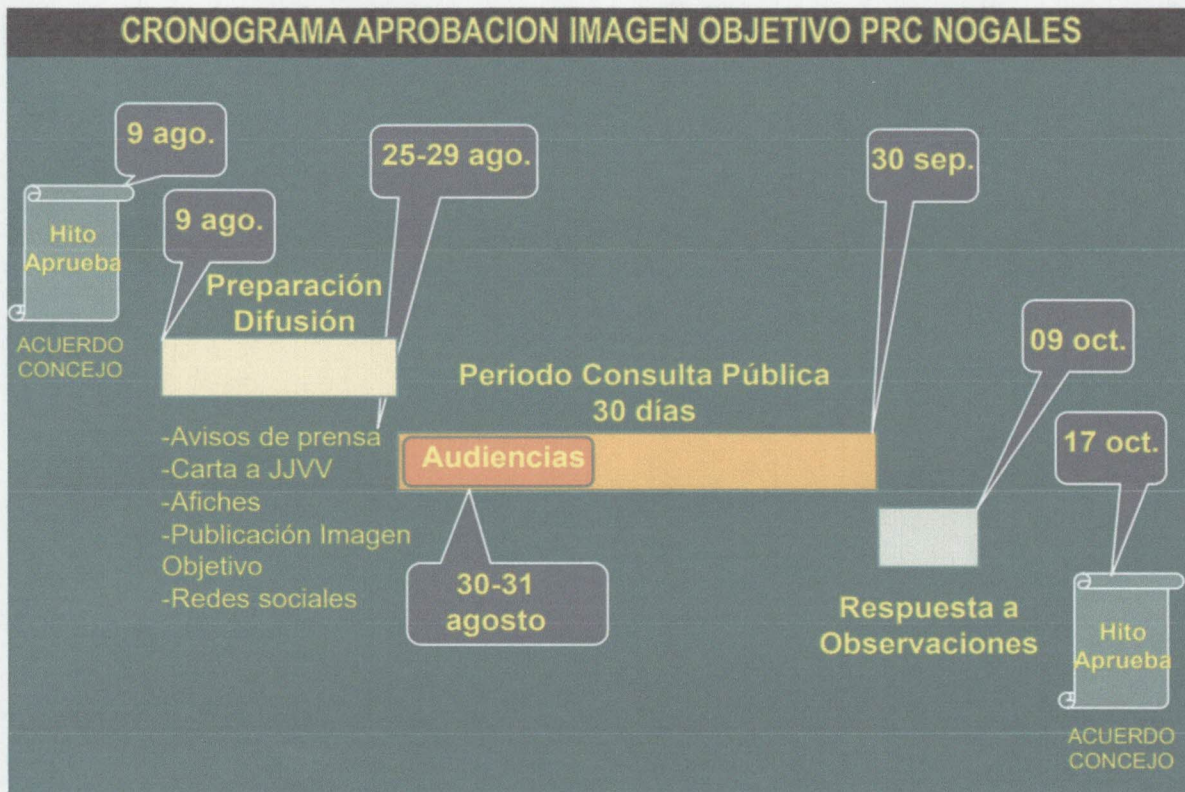 CRONOGRAMA APROBACION IMAGEN OBJETIVO PRC NOGALES
9 ago.
Hito
Aprueba
ACUERDO
CONCEJO
9 ago.
Preparación
Difusión
25-29 ago.
-Avisos de prensa
-Carta a JJVV
-Afiches
-Publicación Imagen
Objetivo
-Redes sociales
Periodo Consulta Pública
30 días
Audiencias
30-31
agosto
30 sep.
09 oct.
Respuesta a
Observaciones
17 oct.
Hito
Aprueba
ACUERDO
CONCEJO